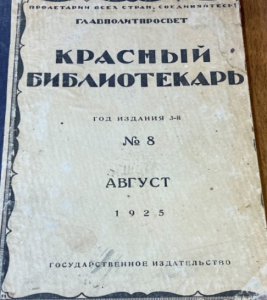 ПРОЛЕТАРИИ ВСЕХ СТРАН, СОЕДИНЯЙТЕСЬ!
ГЛАВПОЛИТПРОСВЕТ
КРАСНЫЙ
БИБЛИОТЕКАРЬ
ГОД ИЗДАНИЯ 3-Й
№ 8
АВГУСТ
1925
ГОСУДАРСТВЕННОЕ ИЗДАТЕЛЬСТВО